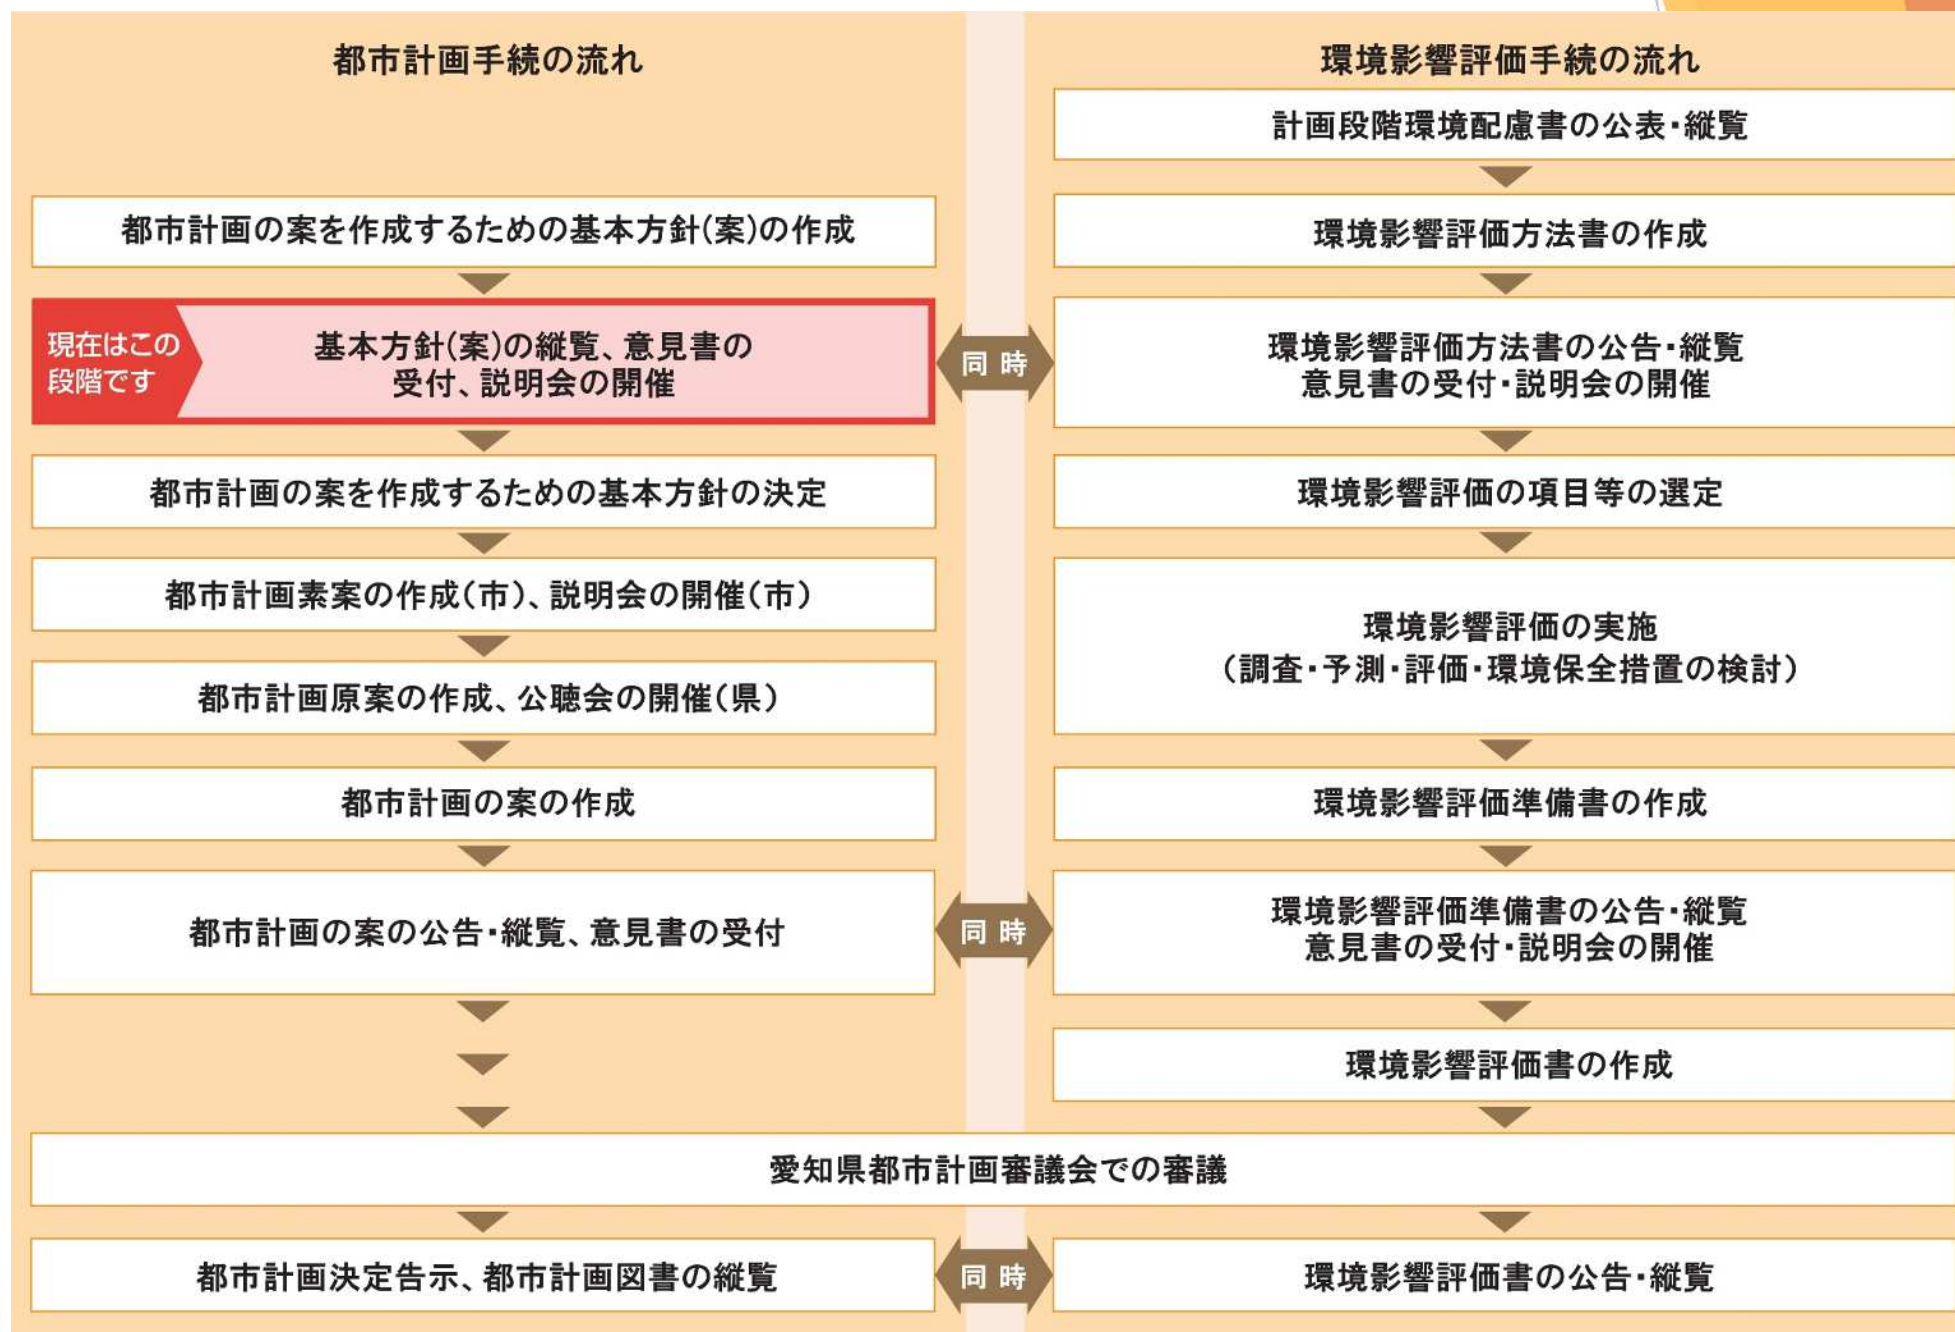 都市計画手続の流れ
都市計画の案を作成するための基本方針(案)の作成
現在はこの
段階です
基本方針(案)の縦覧、意見書の
受付、説明会の開催
都市計画の案を作成するための基本方針の決定
都市計画素案の作成(市)、説明会の開催(市)
都市計画原案の作成、公聴会の開催(県)
都市計画の案の作成
都市計画の案の公告・縦覧、意見書の受付
同時
同時
環境影響評価手続の流れ
計画段階環境配慮書の公表・縦覧
環境影響評価方法書の作成
環境影響評価方法書の公告・縦覧
意見書の受付・説明会の開催
環境影響評価の項目等の選定
環境影響評価の実施
(調査・予測・評価・環境保全措置の検討)
環境影響評価準備書の作成
環境影響評価準備書の公告・縦覧
意見書の受付・説明会の開催
環境影響評価書の作成
愛知県都市計画審議会での審議
都市計画決定告示、都市計画図書の縦覧
同時
環境影響評価書の公告・縦覧